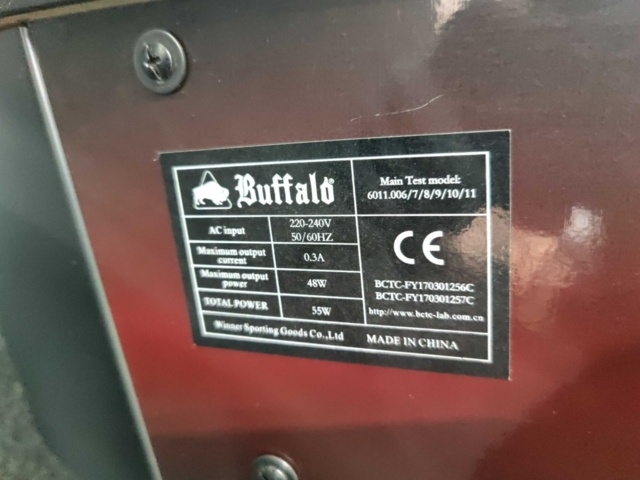 Buffalo®
Main Test model:
6011.006/7/8/9/10/11
AC input
220-240V
50/60HZ
Maximum output
current
0.3A
Maximum output
power
48W
TOTAL POWER
55W
CE
BCTC-FY170301256C
BCTC-FY170301257C
http://www.bctc-lab.com.cn
Winner Sporting Goods Co.,Ltd
MADE IN CHINA